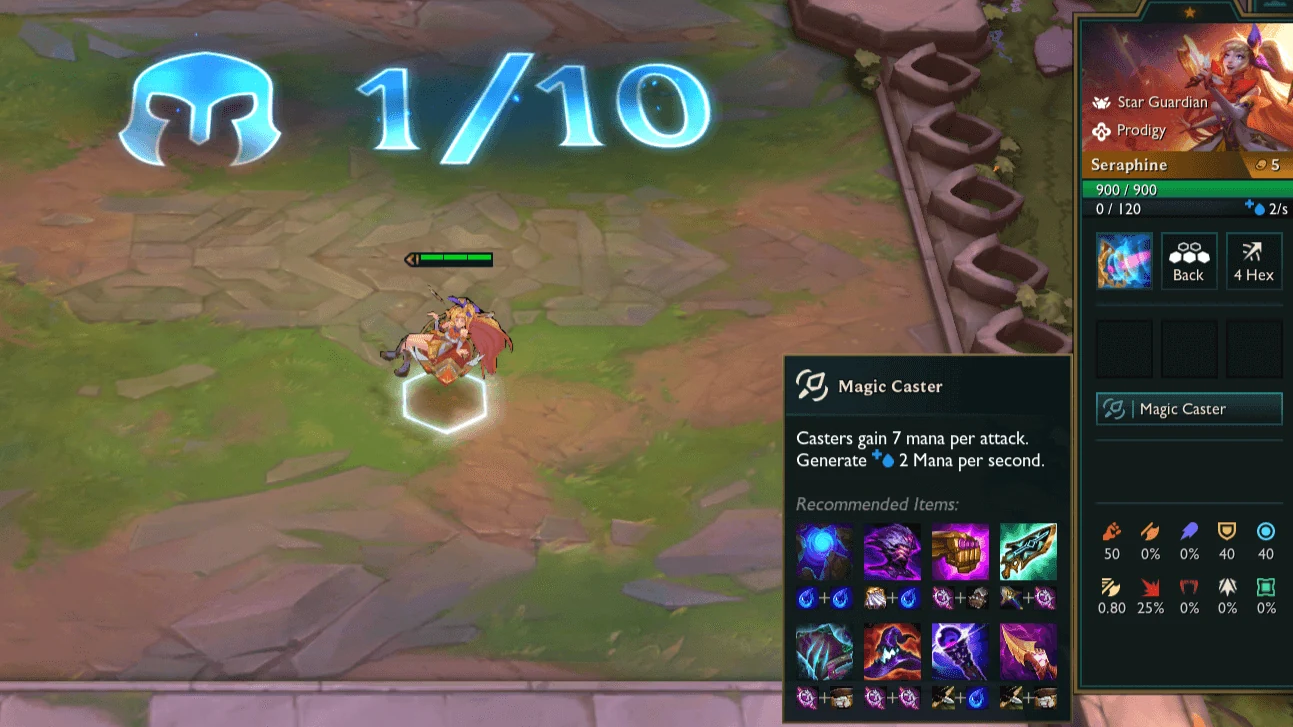 1/10
Star Guardian
Prodigy
Seraphine 5
900 / 900
0 / 120 2/s
Back
4 Hex
Magic Caster
Magic Caster
Casters gain 7 mana per attack.
Generate 2 Mana per second.
Recommended Items:
+ + + +
+ + + +
50 0% 0% 40 40
0.80 25% 0% 0% 0%